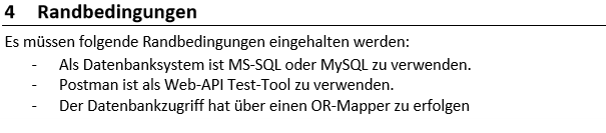 4 Randbedingungen
Es müssen folgende Randbedingungen eingehalten werden:
- Als Datenbanksystem ist MS-SQL oder MySQL zu verwenden.
- Postman ist als Web-API Test-Tool zu verwenden.
- Der Datenbankzugriff hat über einen OR-Mapper zu erfolgen